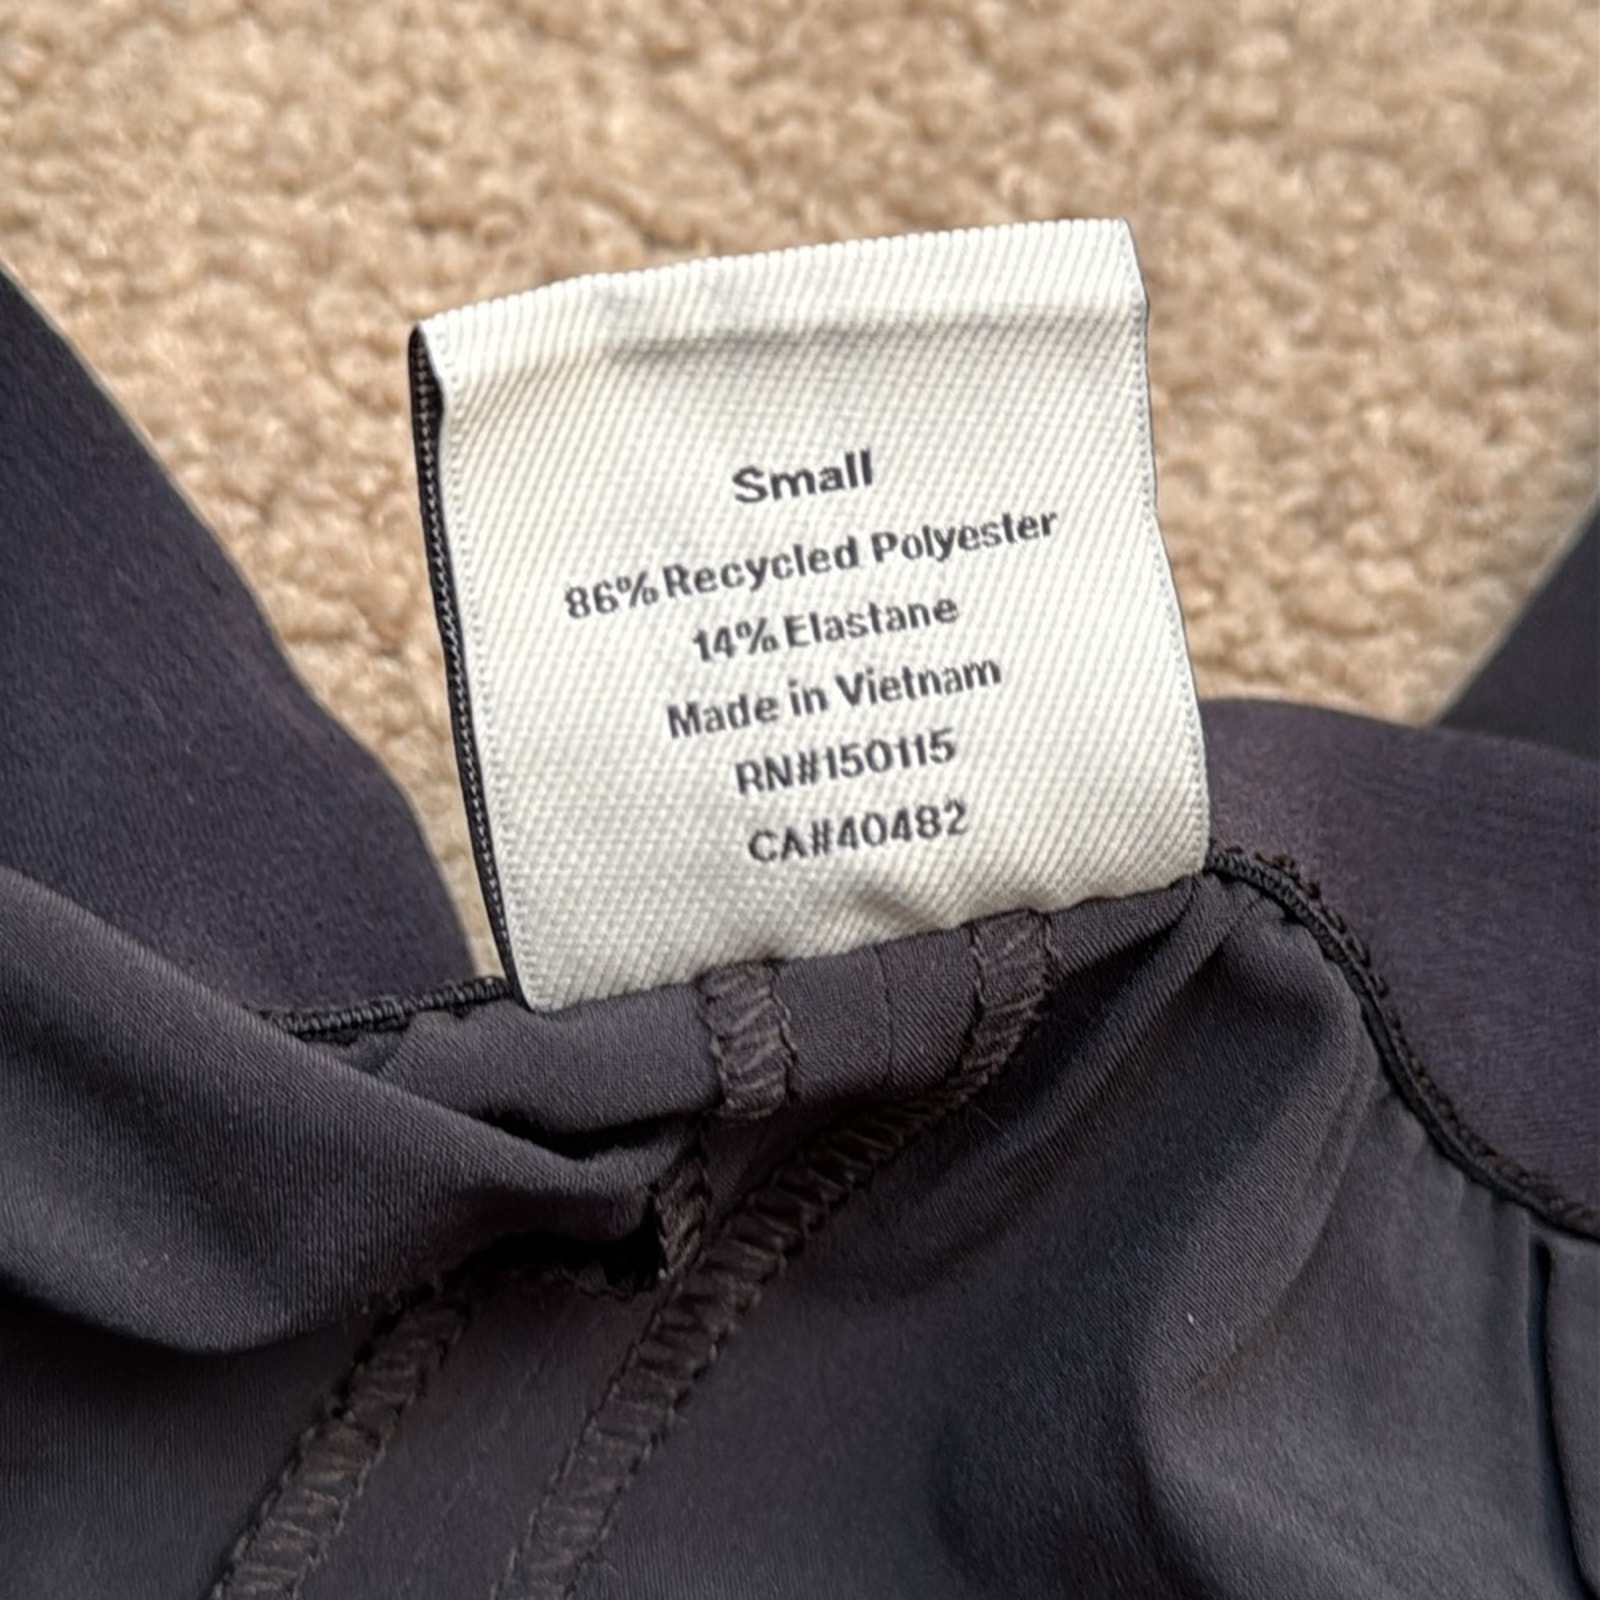 Small
86% Recycled Polyester
14% Elastane
Made in Vietnam
RN#150115
CA#40482